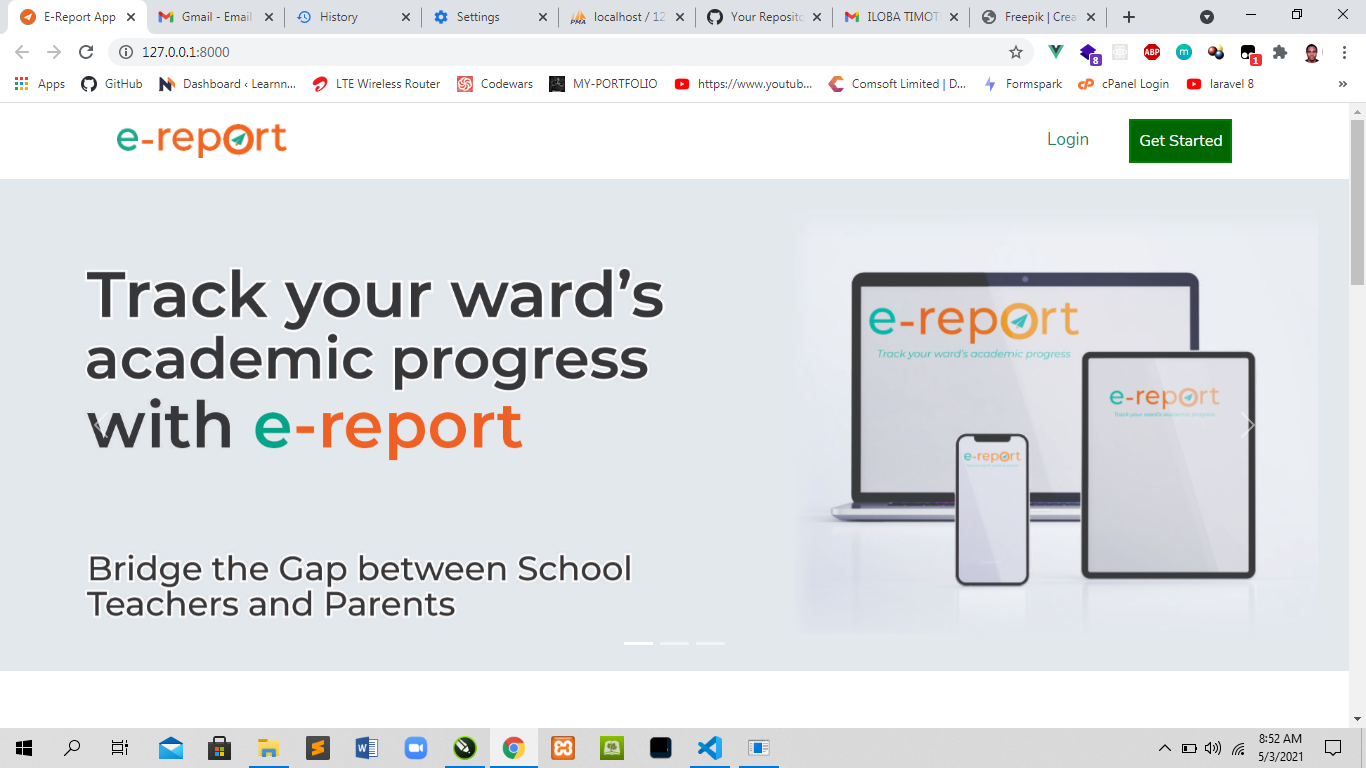 E-Report App
Gmail - Email
History
Settings
localhost / 12
Your Reposito
ILOBA TIMOT
Freepik | Crea
127.0.0.1:8000
8
ABP
m
1
Apps
GitHub
Dashboard ‹ Learnn...
LTE Wireless Router
Codewars
MY-PORTFOLIO
https://www.youtub...
Comsoft Limited | D...
Formspark
cPanel Login
laravel 8
»
e-report
Login
Get Started
Track your ward’s
academic progress
with e-report
Bridge the Gap between School
Teachers and Parents
e-report
Track your ward's academic progress
e-report
Track your ward's academic progress
e-report
8:52 AM
5/3/2021